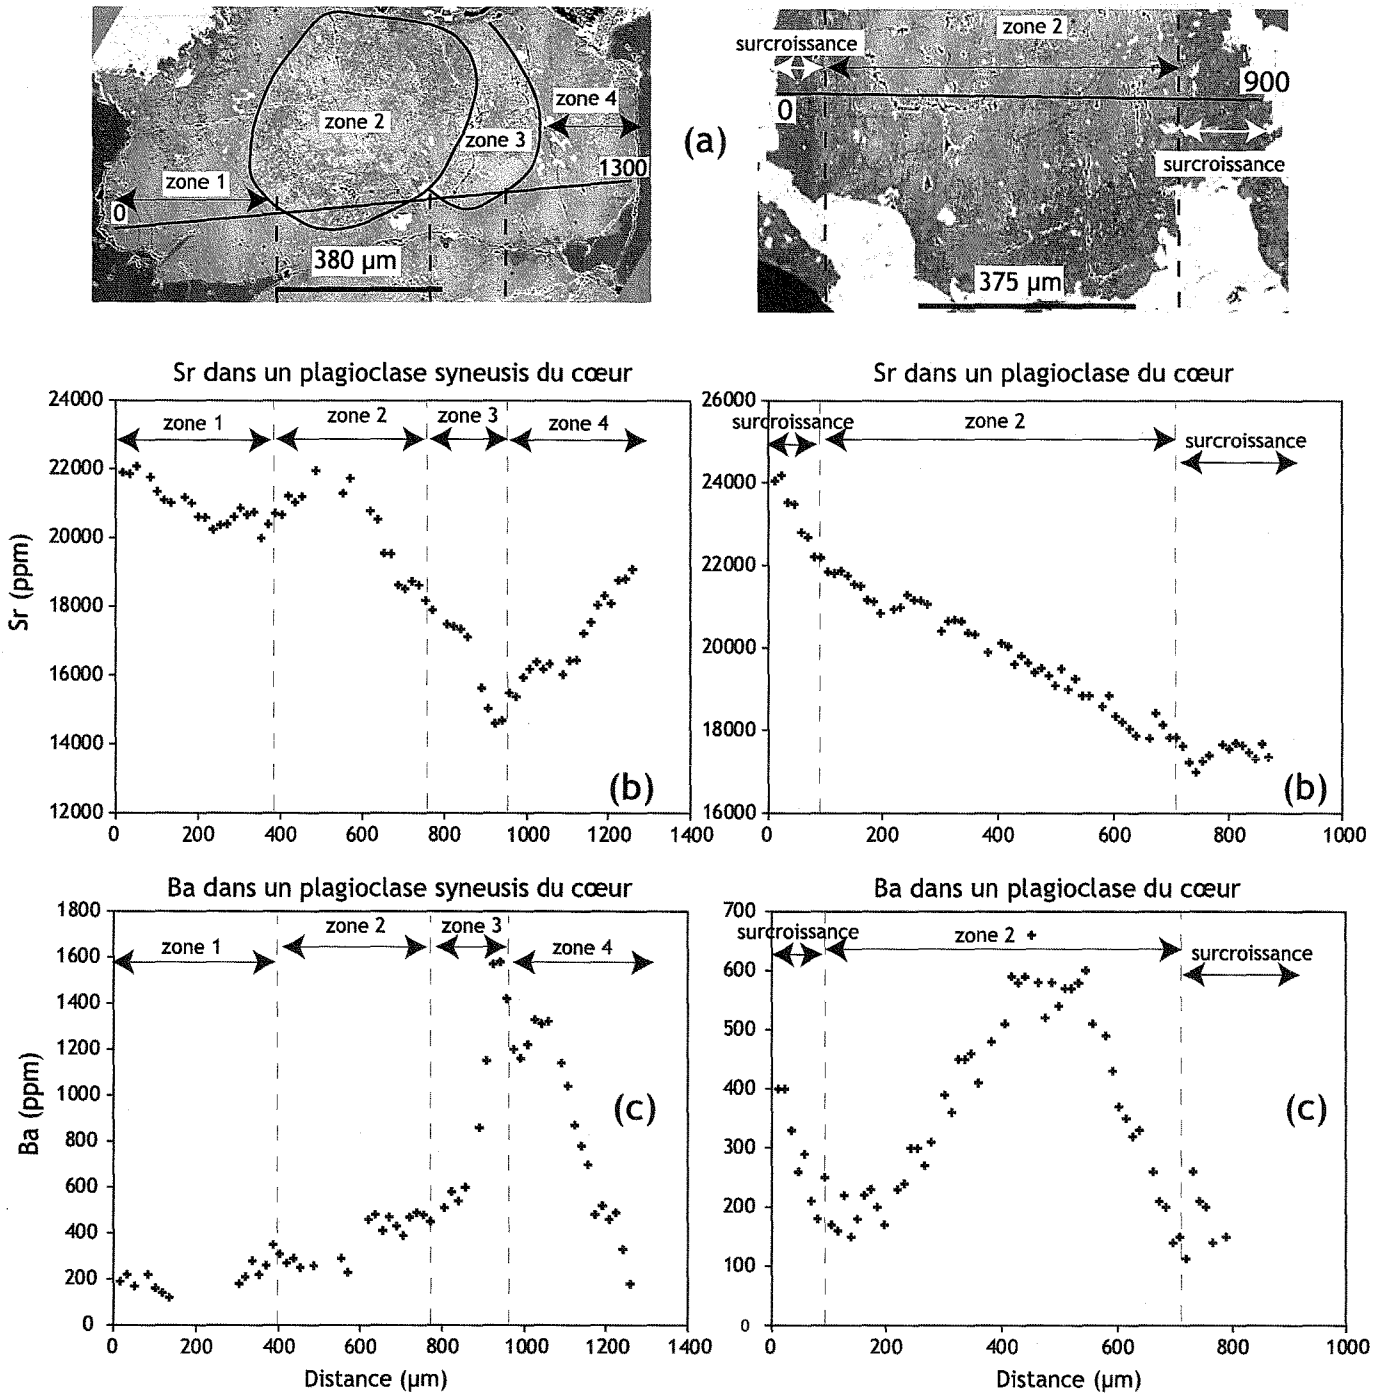 surcroissance
zone 2
900
0
surcroissance
375 µm
(a)
zone 2
zone 3
zone 4
zone 1
0
1300
380 µm
Sr dans un plagioclase syneusis du cœur
24000
22000
20000
18000
16000
14000
12000
Sr (ppm)
zone 1
zone 2
zone 3
zone 4
(b)
0 200 400 600 800 1000 1200 1400
Sr dans un plagioclase du cœur
26000
24000
22000
20000
18000
16000
surcroissance
zone 2
surcroissance
(b)
0 200 400 600 800 1000
Ba dans un plagioclase syneusis du cœur
1800
1600
1400
1200
1000
800
600
400
200
0
Ba (ppm)
zone 1
zone 2
zone 3
zone 4
(c)
0 200 400 600 800 1000 1200 1400
Distance (µm)
Ba dans un plagioclase du cœur
700
600
500
400
300
200
100
0
surcroissance
zone 2
surcroissance
(c)
0 200 400 600 800 1000
Distance (µm)